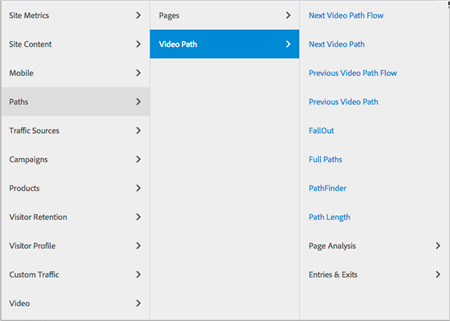 Site Metrics
Site Content
Mobile
Paths
Traffic Sources
Campaigns
Products
Visitor Retention
Visitor Profile
Custom Traffic
Video
Pages
Video Path
Next Video Path Flow
Next Video Path
Previous Video Path Flow
Previous Video Path
FallOut
Full Paths
PathFinder
Path Length
Page Analysis
Entries & Exits